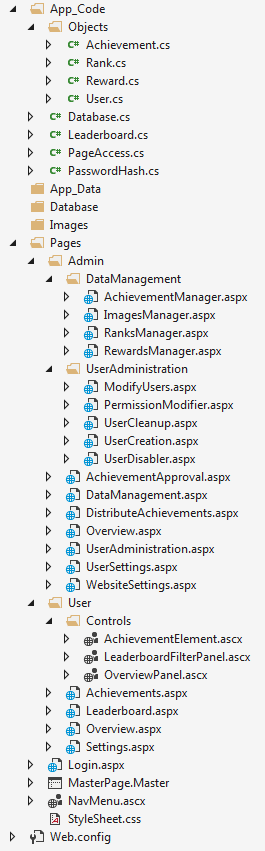 App_Code
Objects
C# Achievement.cs
C# Rank.cs
C# Reward.cs
C# User.cs
C# Database.cs
C# Leaderboard.cs
C# PageAccess.cs
C# PasswordHash.cs
App_Data
Database
Images
Pages
Admin
DataManagement
AchievementManager.aspx
ImagesManager.aspx
RanksManager.aspx
RewardsManager.aspx
UserAdministration
ModifyUsers.aspx
PermissionModifier.aspx
UserCleanup.aspx
UserCreation.aspx
UserDisabler.aspx
AchievementApproval.aspx
DataManagement.aspx
DistributeAchievements.aspx
Overview.aspx
UserAdministration.aspx
UserSettings.aspx
WebsiteSettings.aspx
User
Controls
AchievementElement.ascx
LeaderboardFilterPanel.ascx
OverviewPanel.ascx
Achievements.aspx
Leaderboard.aspx
Overview.aspx
Settings.aspx
Login.aspx
MasterPage.Master
NavMenu.ascx
StyleSheet.css
Web.config